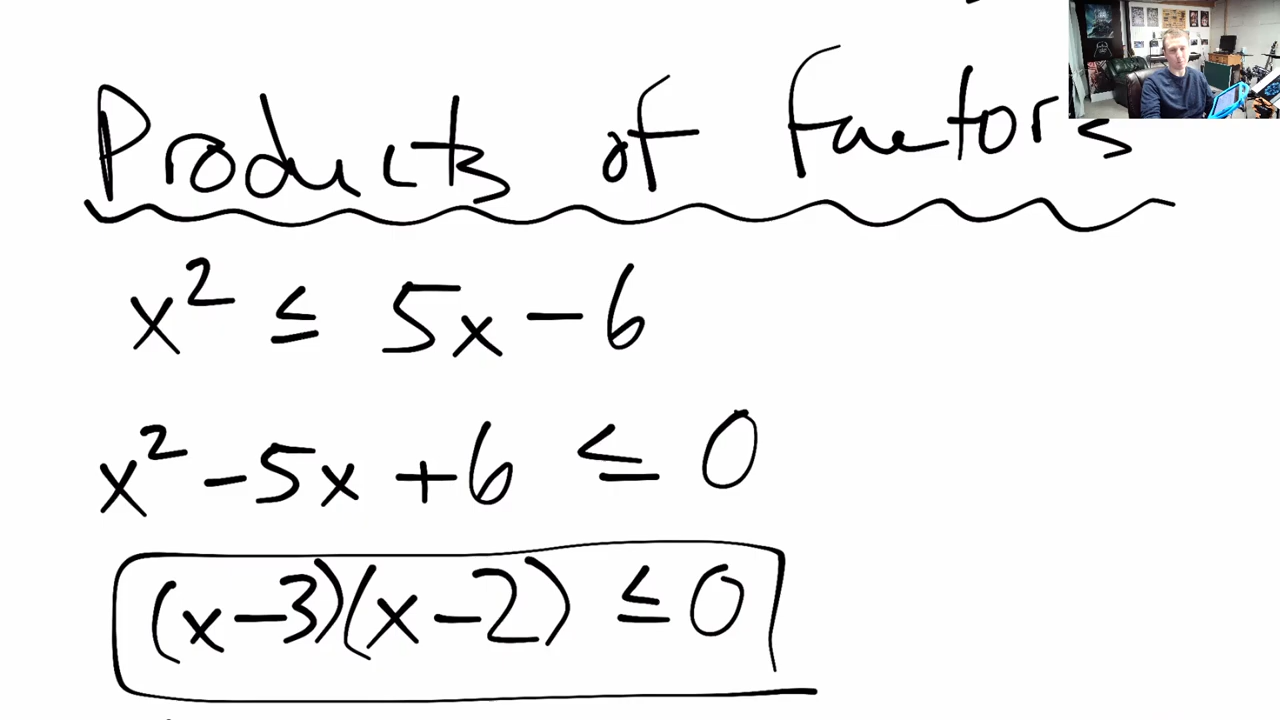 Products of Factors
x² ≤ 5x - 6
x² - 5x + 6 ≤ 0
(x-3)(x-2) ≤ 0